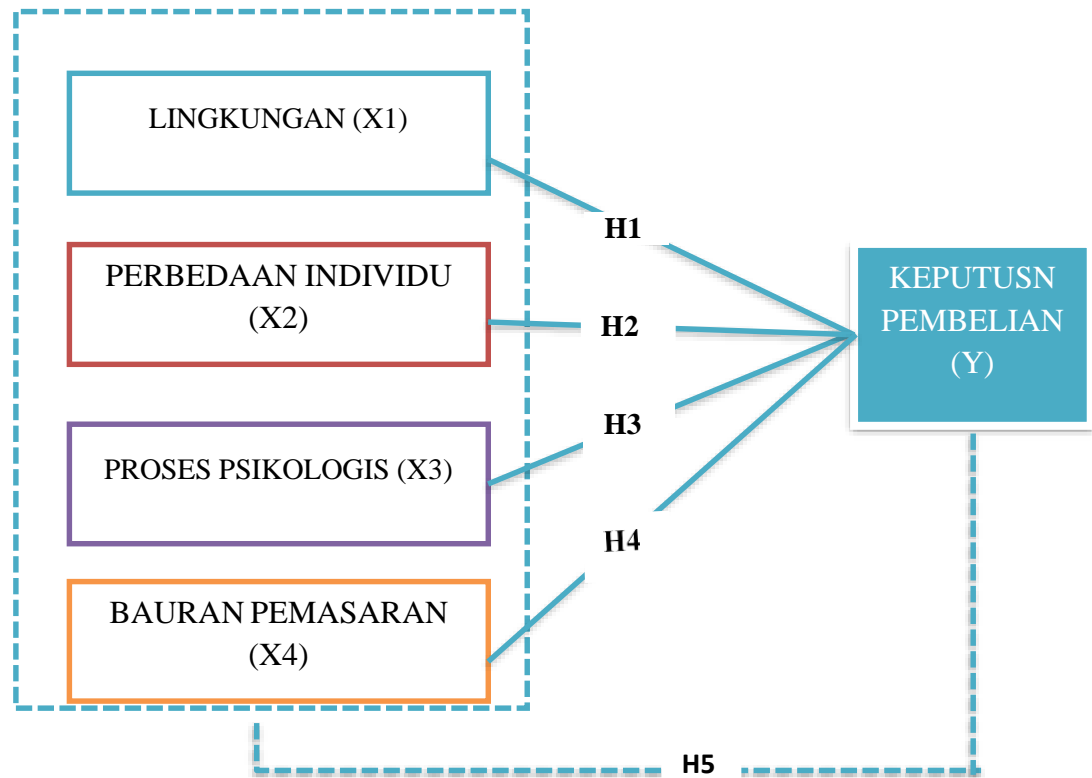 LINGKUNGAN (X1)
PERBEDAAN INDIVIDU
(X2)
PROSES PSIKOLOGIS (X3)
BAURAN PEMASARAN
(X4)
H1
H2
H3
H4
KEPUTUSN
PEMBELIAN
(Y)
H5